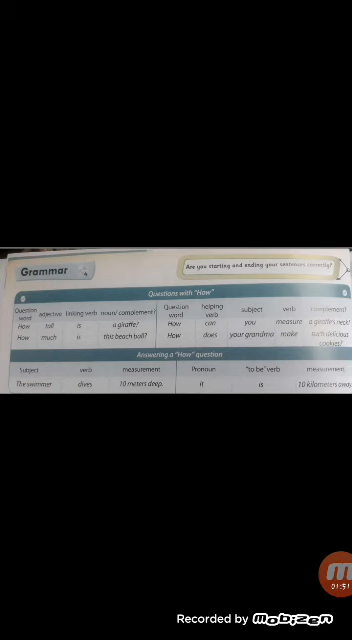 Grammar
Are you starting and ending your sentences correctly?
Questions with "How"
Question word adjective linking verb noun/ complement?
How tall is a giraffe?
How much is this beach ball?
Question word helping verb subject verb complement?
How can you measure a giraffe's neck?
How does your grandma make such delicious cookies?
Answering a "How" question
Subject verb measurement
The swimmer dives 10 meters deep.
Pronoun "to be" verb measurement
It is 10 kilometers away
01:51
Recorded by Mobizen